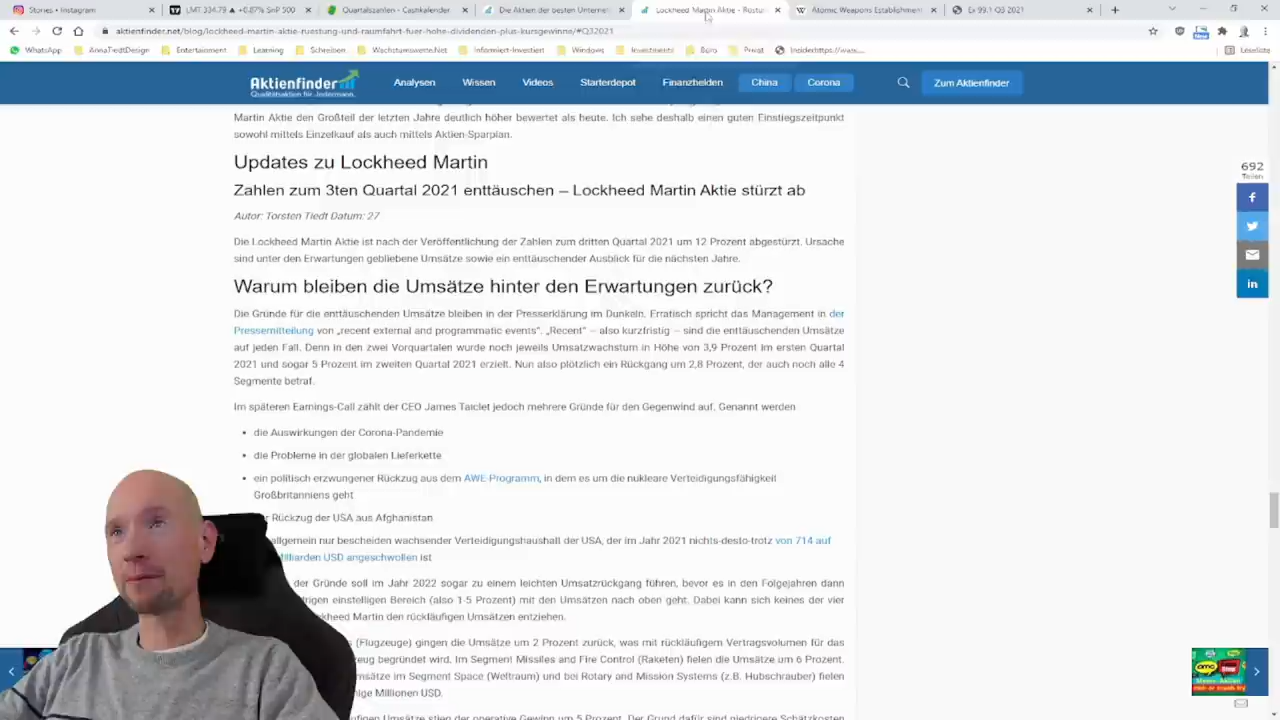 Stories • Instagram
LMT 334.79 ▲ +0.87% S&P 500
Quartalszahlen - Cashkalender
Die Aktien der besten Unterneh
Lockheed Martin Aktie - Rüstun
Atomic Weapons Establishment
Ex 99.1 Q3 2021
aktienfinder.net/blog/lockheed-martin-aktie-ruestung-und-raumfahrt-fuer-hohe-dividenden-plus-kursgewinne/#Q32021
WhatsApp
AnnaTiedtDesign
Entertainment
Learning
Schreiben
Wachstumswerte.Net
Informiert-Investiert
Windows
Investments
Büro
Privat
Leseliste
Aktienfinder
Qualitätsaktien für Jedermann.
Analysen
Wissen
Videos
Starterdepot
Finanzhelden
China
Corona
Zum Aktienfinder
Martin Aktie den Großteil der letzten Jahre deutlich höher bewertet als heute. Ich sehe deshalb einen guten Einstiegszeitpunkt
sowohl mittels Einzelkauf als auch mittels Aktien-Sparplan.
Updates zu Lockheed Martin
Zahlen zum 3ten Quartal 2021 enttäuschen – Lockheed Martin Aktie stürzt ab
Autor: Torsten Tiedt Datum: 27
Die Lockheed Martin Aktie ist nach der Veröffentlichung der Zahlen zum dritten Quartal 2021 um 12 Prozent abgestürzt. Ursache
sind unter den Erwartungen gebliebene Umsätze sowie ein enttäuschender Ausblick für die nächsten Jahre.
Warum bleiben die Umsätze hinter den Erwartungen zurück?
Die Gründe für die enttäuschenden Umsätze bleiben in der Presserklärung im Dunkeln. Erratisch spricht das Management in der
Pressemitteilung von „recent external and programmatic events“. „Recent“ – also kurzfristig – sind die enttäuschenden Umsätze
auf jeden Fall. Denn in den zwei Vorquartalen wurde noch jeweils Umsatzwachstum in Höhe von 3,9 Prozent im ersten Quartal
2021 und sogar 5 Prozent im zweiten Quartal 2021 erzielt. Nun also plötzlich ein Rückgang um 2,8 Prozent, der auch noch alle 4
Segmente betraf.
Im späteren Earnings-Call zählt der CEO James Taiclet jedoch mehrere Gründe für den Gegenwind auf. Genannt werden
• die Auswirkungen der Corona-Pandemie
• die Probleme in der globalen Lieferkette
• ein politisch erzwungener Rückzug aus dem AWE-Programm, in dem es um die nukleare Verteidigungsfähigkeit
Großbritanniens geht
Rückzug der USA aus Afghanistan
allgemein nur bescheiden wachsender Verteidigungshaushalt der USA, der im Jahr 2021 nichts-desto-trotz von 714 auf
illiarden USD angeschwollen ist
der Gründe soll im Jahr 2022 sogar zu einem leichten Umsatzrückgang führen, bevor es in den Folgejahren dann
drigen einstelligen Bereich (also 1-5 Prozent) mit den Umsätzen nach oben geht. Dabei kann sich keines der vier
kheed Martin den rückläufigen Umsätzen entziehen.
s (Flugzeuge) gingen die Umsätze um 2 Prozent zurück, was mit rückläufigem Vertragsvolumen für das
zeug begründet wird. Im Segment Missiles and Fire Control (Raketen) fielen die Umsätze um 6 Prozent.
msätze im Segment Space (Weltraum) und bei Rotary and Mission Systems (z.B. Hubschrauber) fielen
nige Millionen USD.
figen Umsätze stieg der operative Gewinn um 5 Prozent. Der Grund dafür sind niedrigere Schätzkosten
692
Teilen